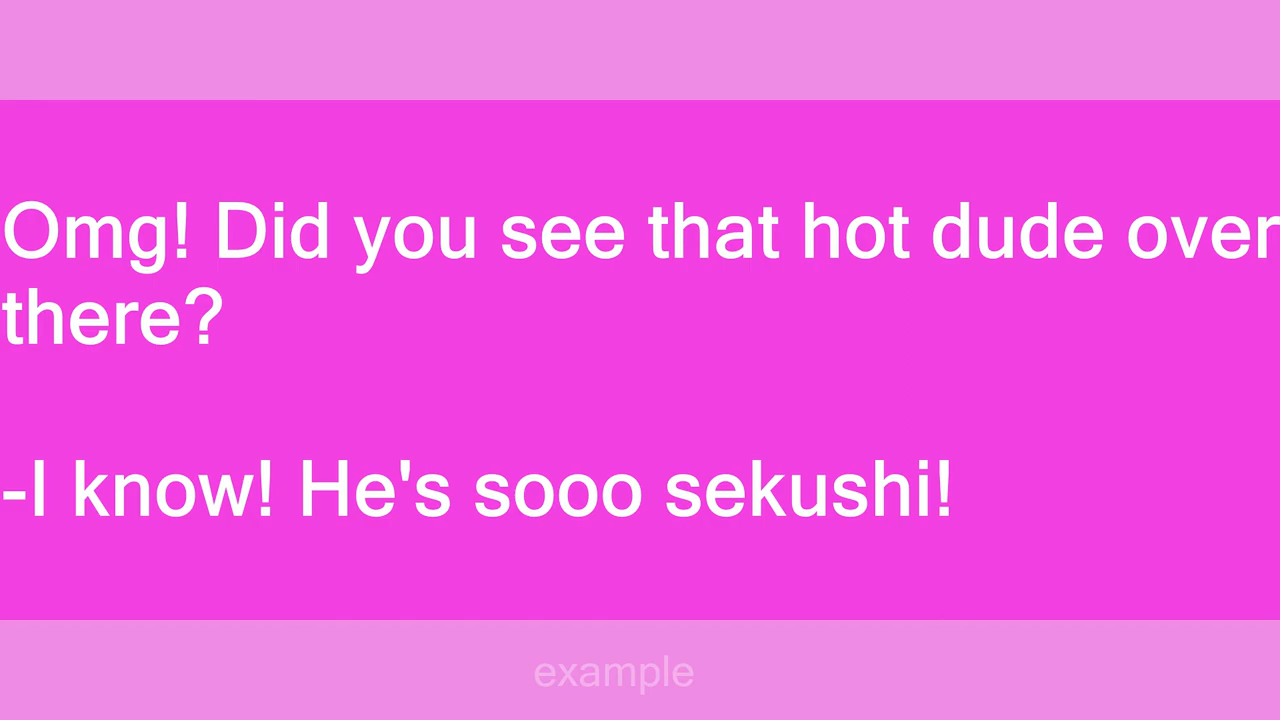 Omg! Did you see that hot dude over
there?
-I know! He's sooo sekushi!
example